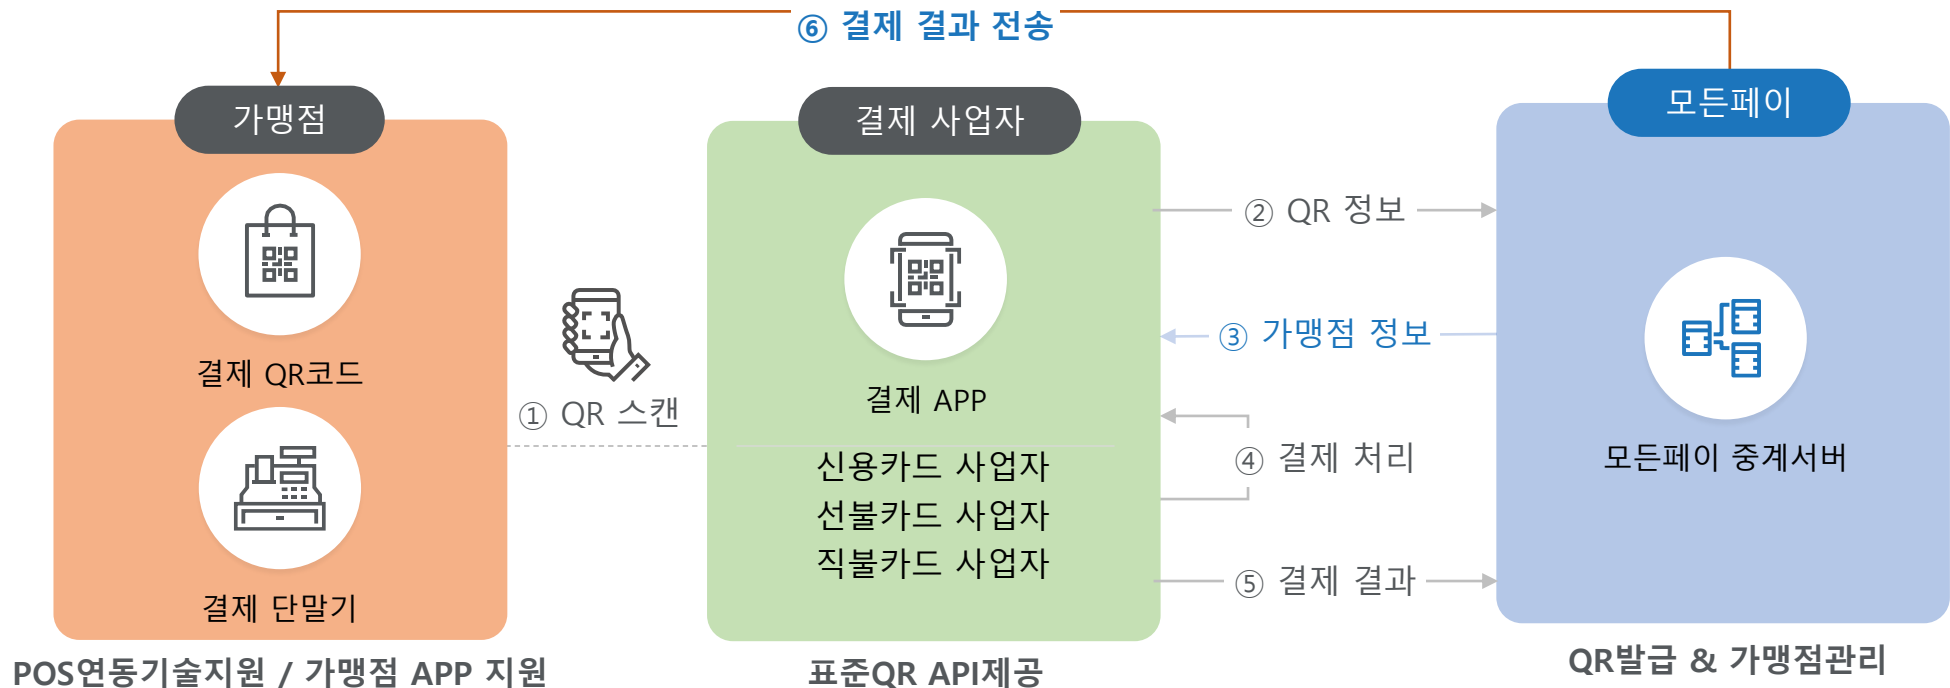 ⑥ 결제 결과 전송
가맹점
결제 QR코드
결제 단말기
POS연동기술지원 / 가맹점 APP 지원
① QR 스캔
결제 사업자
결제 APP
신용카드 사업자
선불카드 사업자
직불카드 사업자
표준QR API제공
② QR 정보
③ 가맹점 정보
④ 결제 처리
⑤ 결제 결과
모든페이
모든페이 중계서버
QR발급 & 가맹점관리